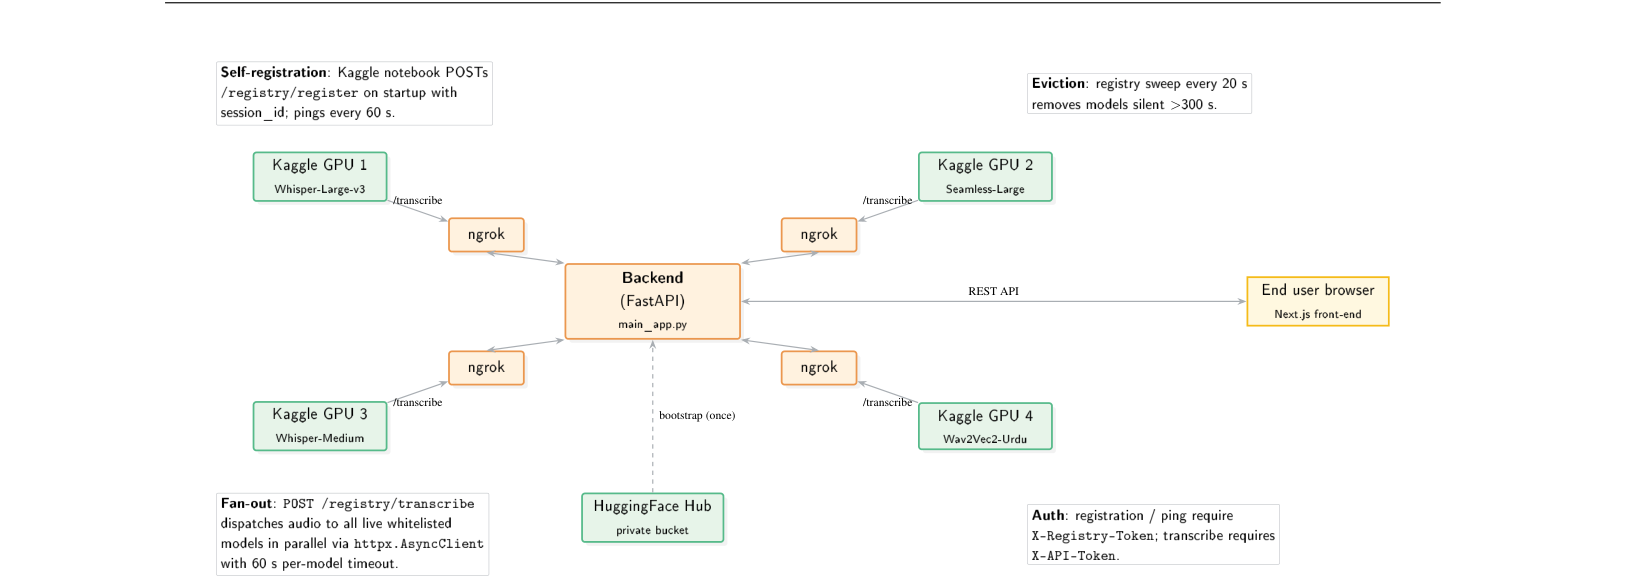 Self-registration: Kaggle notebook POSTs
/registry/register on startup with
session_id; pings every 60 s.
Eviction: registry sweep every 20 s
removes models silent >300 s.
Kaggle GPU 1
Whisper-Large-v3
Kaggle GPU 2
Seamless-Large
/transcribe
/transcribe
ngrok
ngrok
Backend
(FastAPI)
main_app.py
REST API
End user browser
Next.js front-end
ngrok
ngrok
/transcribe
/transcribe
Kaggle GPU 3
Whisper-Medium
Kaggle GPU 4
Wav2Vec2-Urdu
bootstrap (once)
Fan-out: POST /registry/transcribe
dispatches audio to all live whitelisted
models in parallel via httpx.AsyncClient
with 60 s per-model timeout.
HuggingFace Hub
private bucket
Auth: registration / ping require
X-Registry-Token; transcribe requires
X-API-Token.